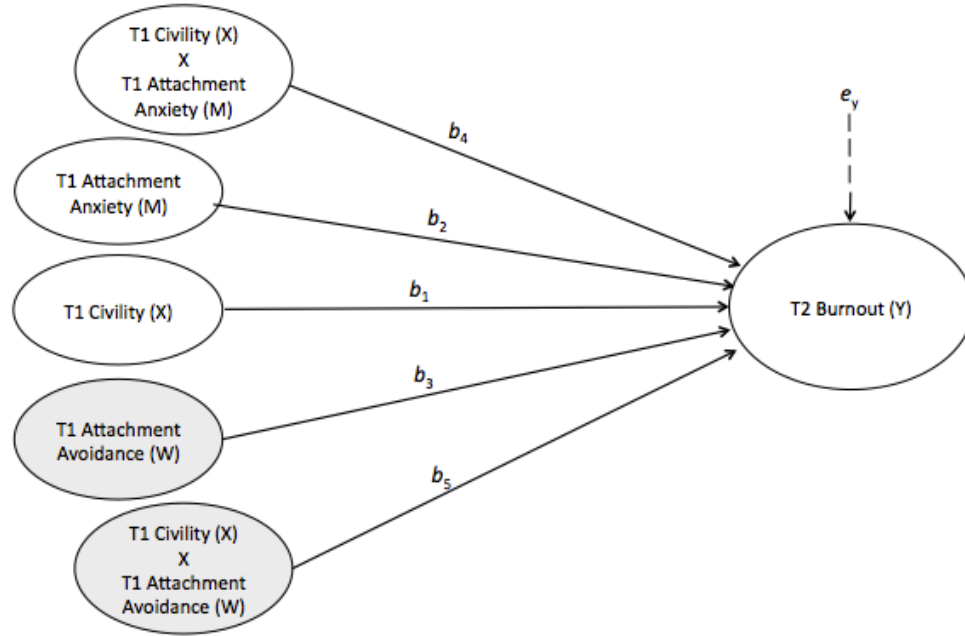 T1 Civility (X)
X
T1 Attachment
Anxiety (M)
b4
ey
T1 Attachment
Anxiety (M)
b2
T1 Civility (X)
b1
T2 Burnout (Y)
b3
T1 Attachment
Avoidance (W)
b5
T1 Civility (X)
X
T1 Attachment
Avoidance (W)